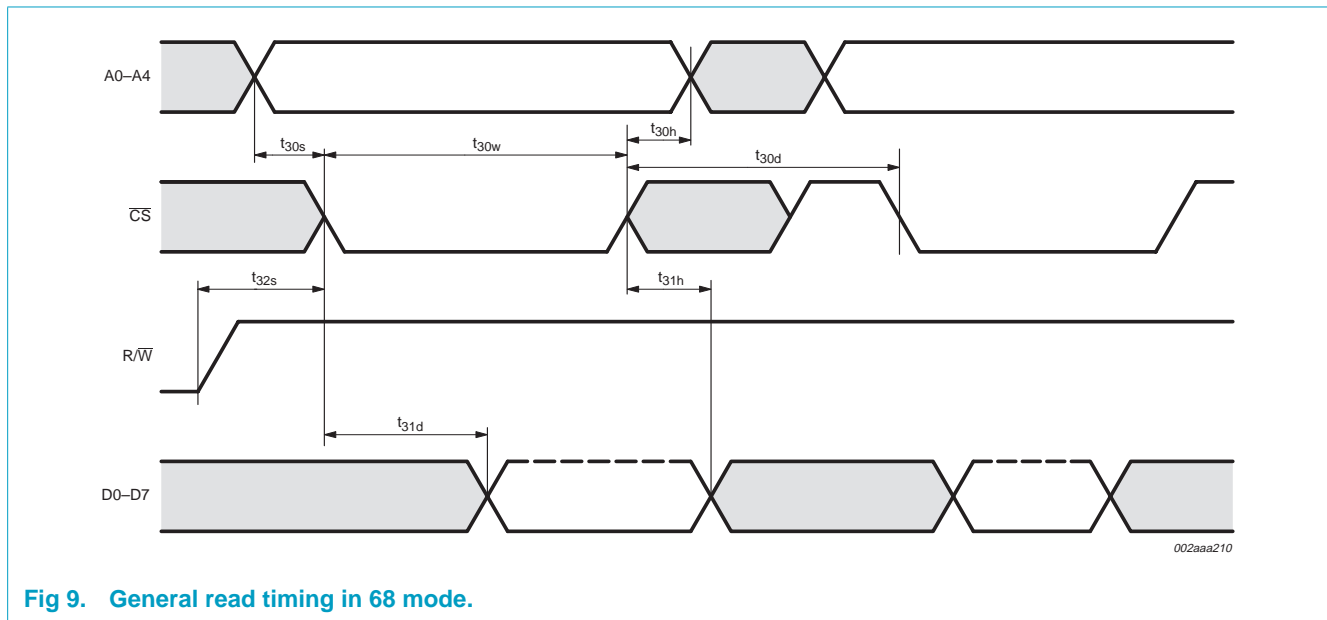 A0–A4
t30h
t30s
t30w
t30d
CS
t32s
t31h
R/W
t31d
D0–D7
002aaa210
Fig 9. General read timing in 68 mode.